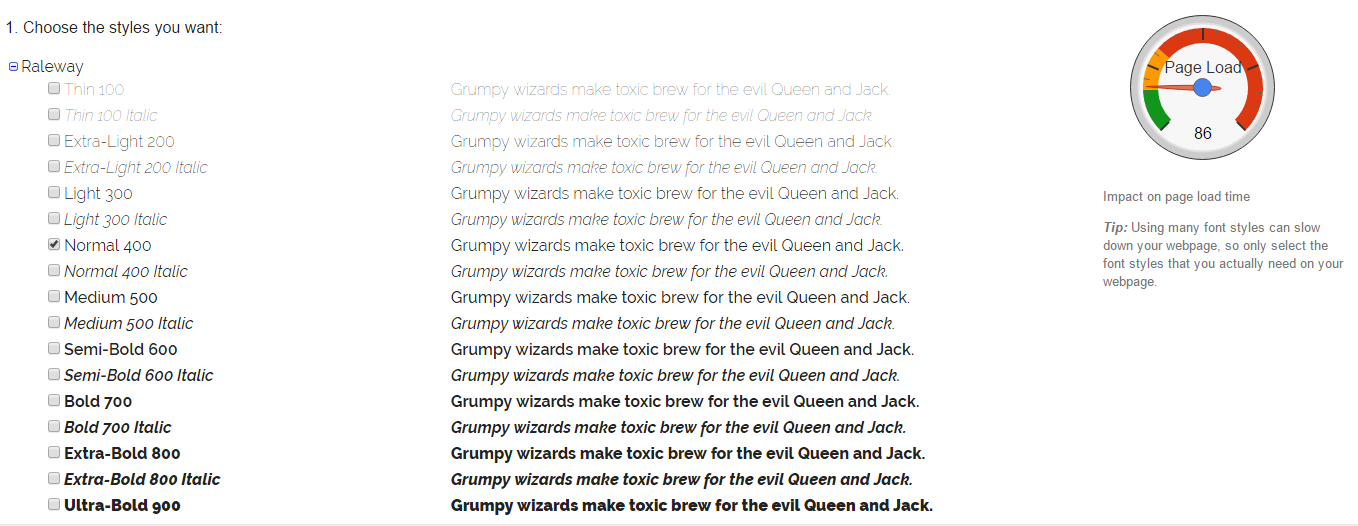 1. Choose the styles you want:
Raleway
Thin 100 Grumpy wizards make toxic brew for the evil Queen and Jack.
Thin 100 Italic Grumpy wizards make toxic brew for the evil Queen and Jack.
Extra-Light 200 Grumpy wizards make toxic brew for the evil Queen and Jack.
Extra-Light 200 Italic Grumpy wizards make toxic brew for the evil Queen and Jack.
Light 300 Grumpy wizards make toxic brew for the evil Queen and Jack.
Light 300 Italic Grumpy wizards make toxic brew for the evil Queen and Jack.
Normal 400 Grumpy wizards make toxic brew for the evil Queen and Jack.
Normal 400 Italic Grumpy wizards make toxic brew for the evil Queen and Jack.
Medium 500 Grumpy wizards make toxic brew for the evil Queen and Jack.
Medium 500 Italic Grumpy wizards make toxic brew for the evil Queen and Jack.
Semi-Bold 600 Grumpy wizards make toxic brew for the evil Queen and Jack.
Semi-Bold 600 Italic Grumpy wizards make toxic brew for the evil Queen and Jack.
Bold 700 Grumpy wizards make toxic brew for the evil Queen and Jack.
Bold 700 Italic Grumpy wizards make toxic brew for the evil Queen and Jack.
Extra-Bold 800 Grumpy wizards make toxic brew for the evil Queen and Jack.
Extra-Bold 800 Italic Grumpy wizards make toxic brew for the evil Queen and Jack.
Ultra-Bold 900 Grumpy wizards make toxic brew for the evil Queen and Jack.
Page Load
86
Impact on page load time
Tip: Using many font styles can slow
down your webpage, so only select the
font styles that you actually need on your
webpage.